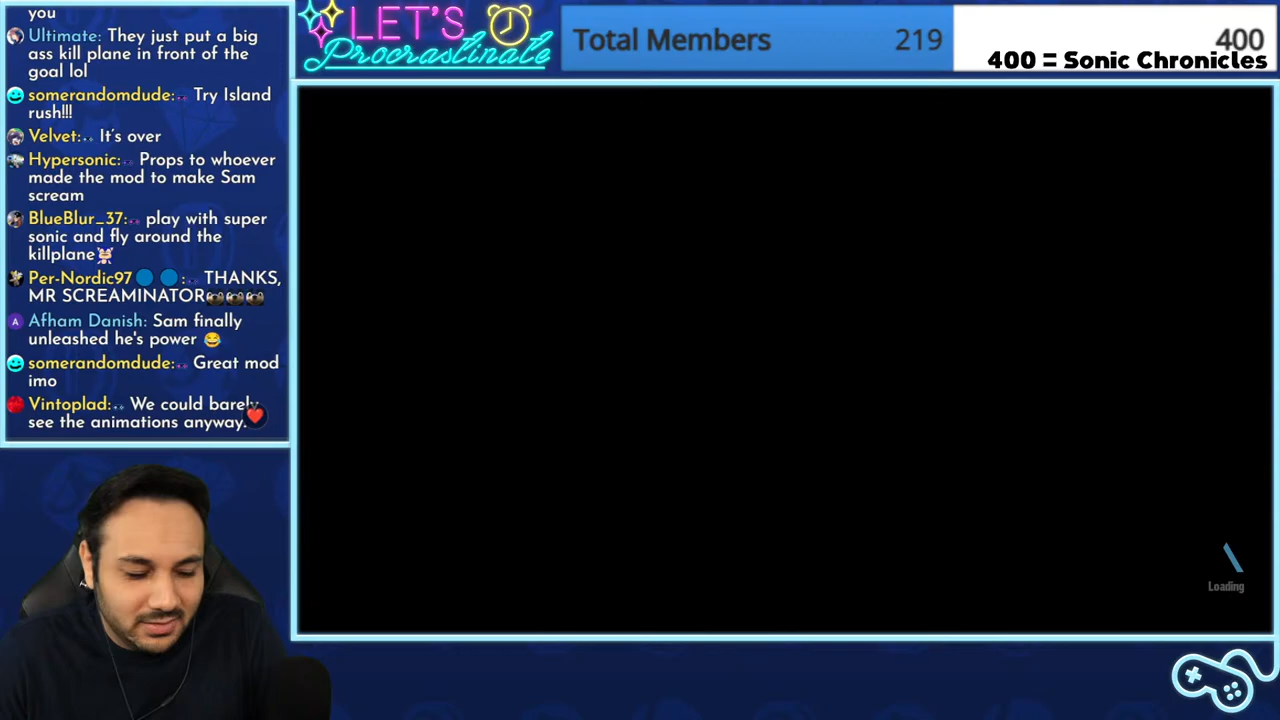 you
Ultimate: They just put a big
ass kill plane in front of the
goal lol
somerandomdude: Try Island
rush!!!
Velvet: It's over
Hypersonic: Props to whoever
made the mod to make Sam
scream
BlueBlur_37: play with super
sonic and fly around the
killplane
Per-Nordic97: THANKS,
MR SCREAMINATOR
A
Afham Danish: Sam finally
unleashed he's power 😂
somerandomdude: Great mod
imo
Vintoplad: We could barely
see the animations anyway.
LET'S
Procrastinate
Total Members 219 400
400 = Sonic Chronicles
Loading